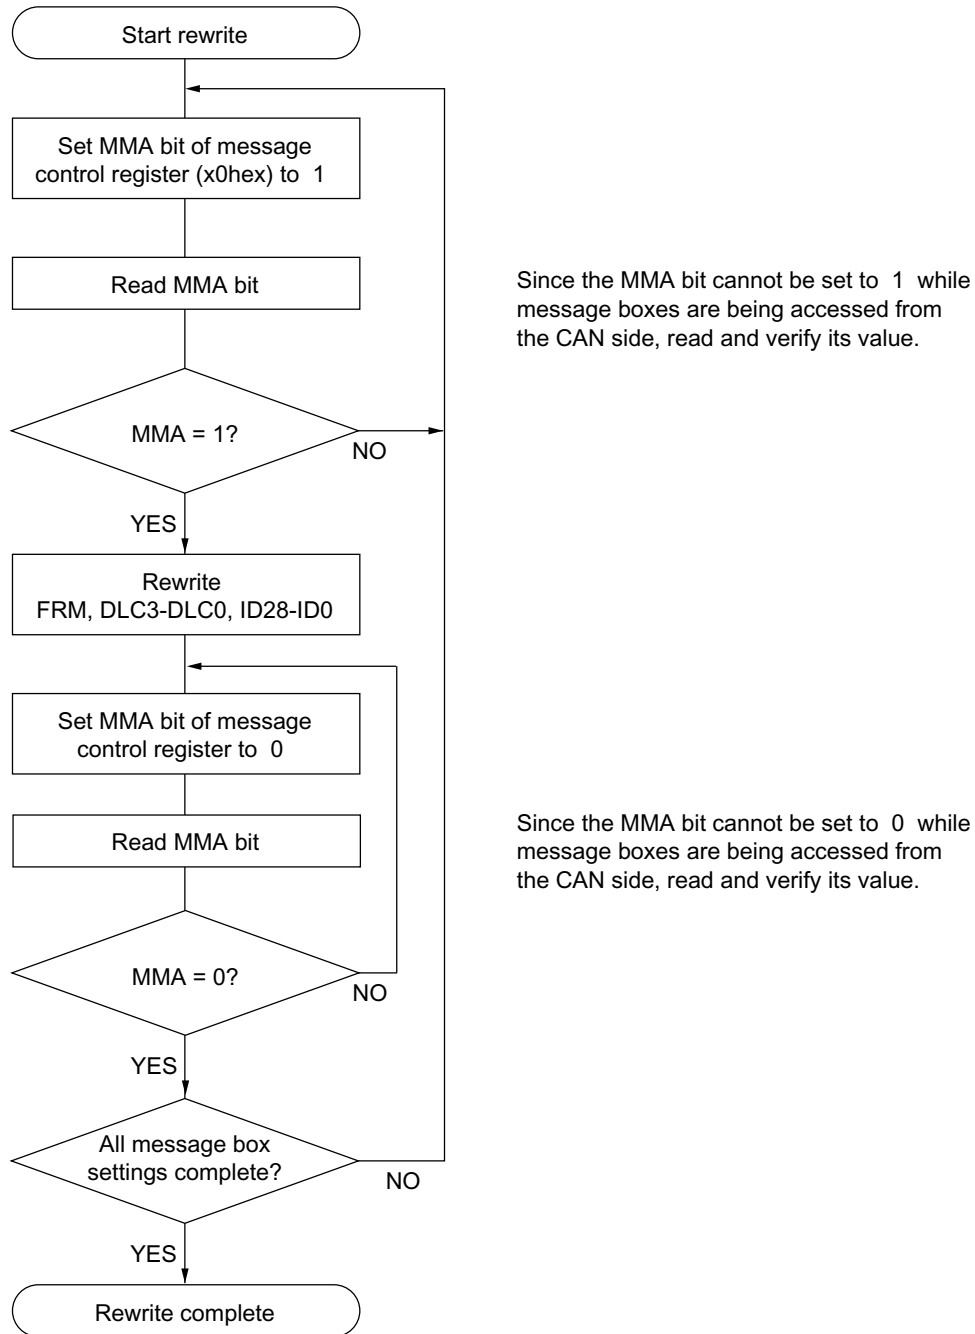 Start rewrite
Set MMA bit of message
control register (x0hex) to 1
Read MMA bit
Since the MMA bit cannot be set to 1 while
message boxes are being accessed from
the CAN side, read and verify its value.
MMA = 1?
NO
YES
Rewrite
FRM, DLC3-DLC0, ID28-ID0
Set MMA bit of message
control register to 0
Read MMA bit
Since the MMA bit cannot be set to 0 while
message boxes are being accessed from
the CAN side, read and verify its value.
MMA = 0?
NO
YES
All message box
settings complete?
NO
YES
Rewrite complete